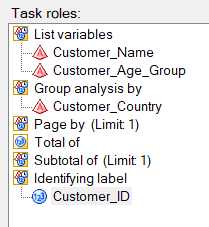 Task roles:
List variables
Customer_Name
Customer_Age_Group
Group analysis by
Customer_Country
Page by (Limit: 1)
Total of
Subtotal of (Limit: 1)
Identifying label
Customer_ID